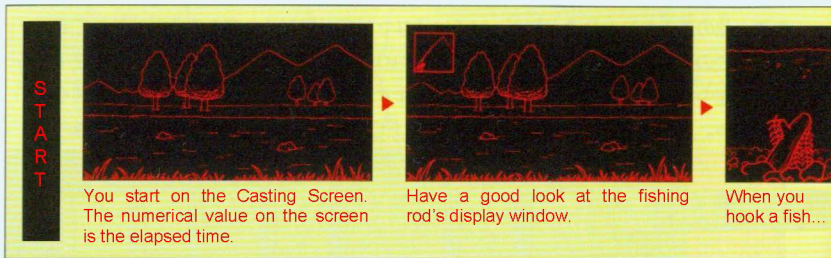 START
You start on the Casting Screen.
The numerical value on the screen
is the elapsed time.
Have a good look at the fishing
rod's display window.
When you
hook a fish...